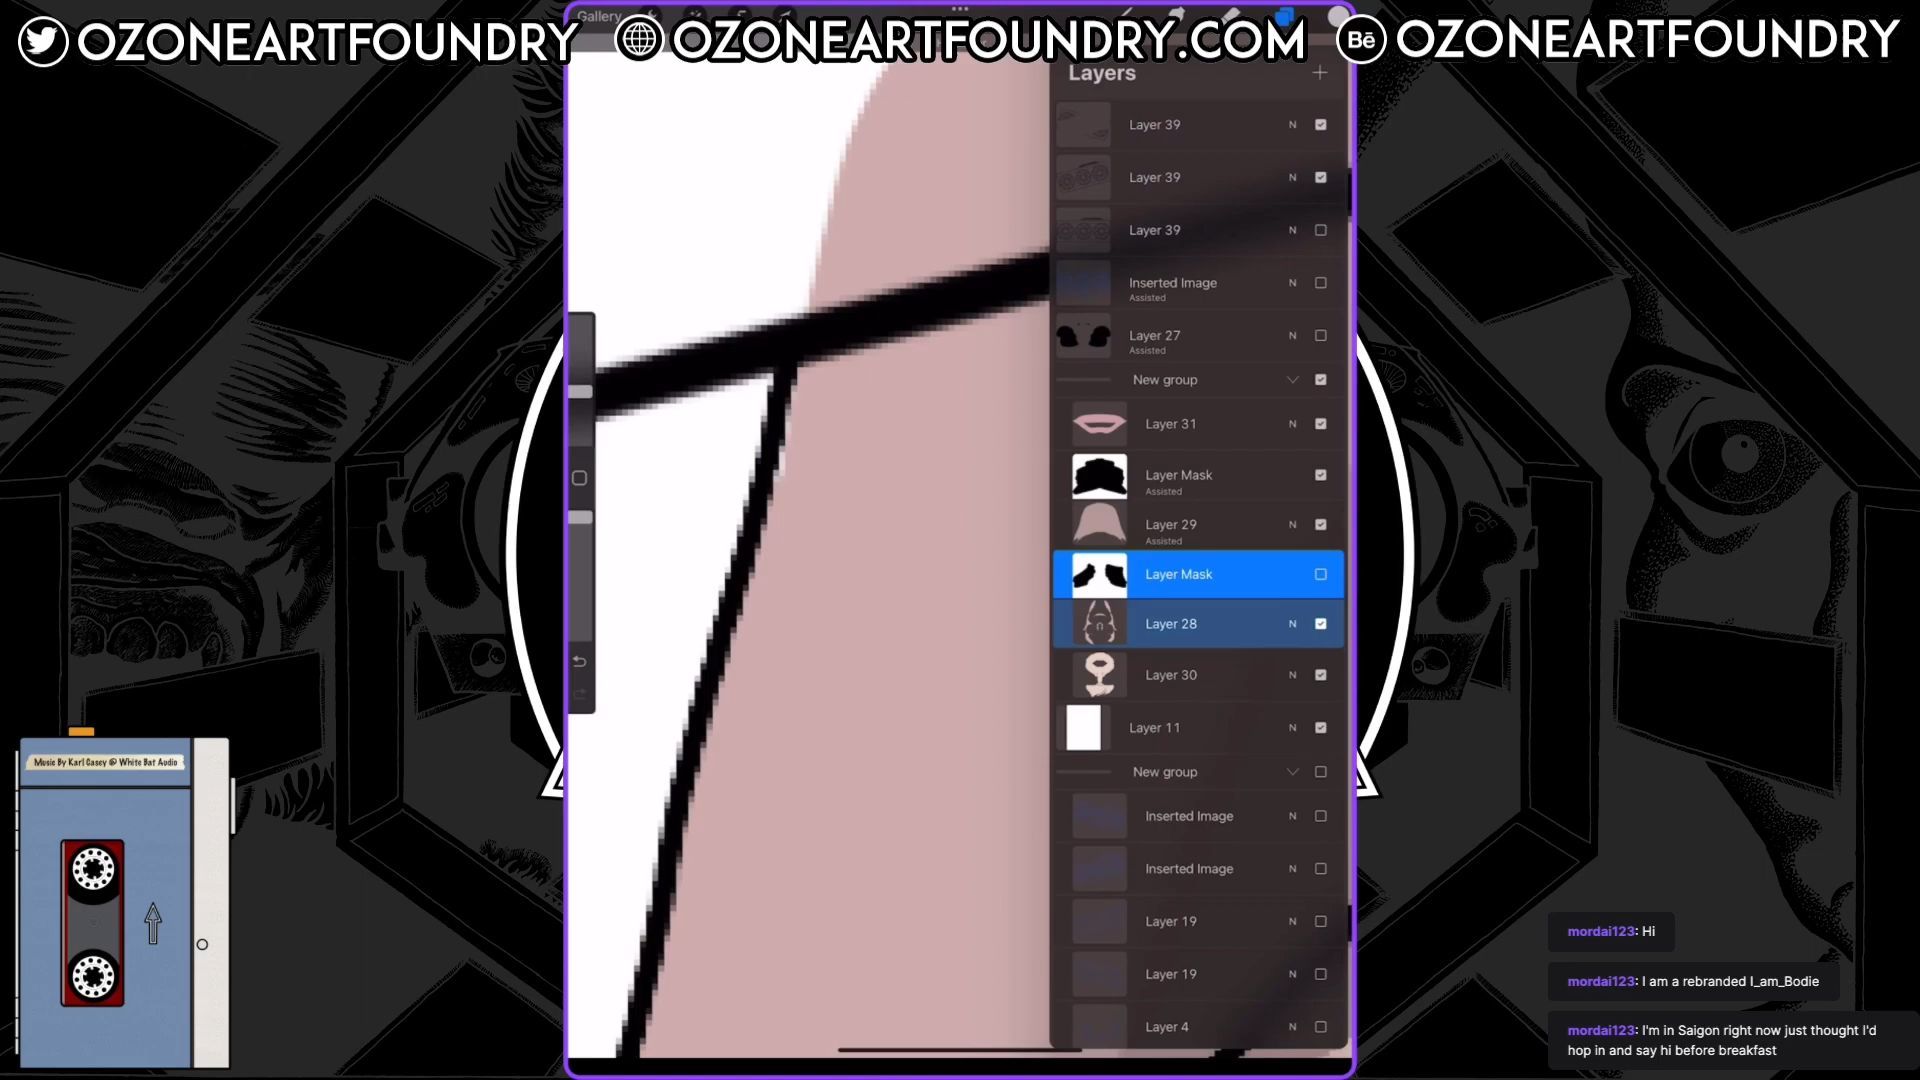 OZONEARTFOUNDRY
OZONEARTFOUNDRY.COM
Bē OZONEARTFOUNDRY
Gallery
Layers
Layer 39 N
Layer 39 N
Layer 39 N
Inserted Image N
Assisted
Layer 27 N
Assisted
New group
Layer 31 N
Layer Mask
Assisted
Layer 29 N
Assisted
Layer Mask
Layer 28 N
Layer 30 N
Layer 11 N
New group
Inserted Image N
Inserted Image N
Layer 19 N
Layer 19 N
Layer 4 N
Music By Karl Casey @ White Bat Audio
mordai123: Hi
mordai123: I am a rebranded I_am_Bodie
mordai123: I'm in Saigon right now just thought I'd
hop in and say hi before breakfast